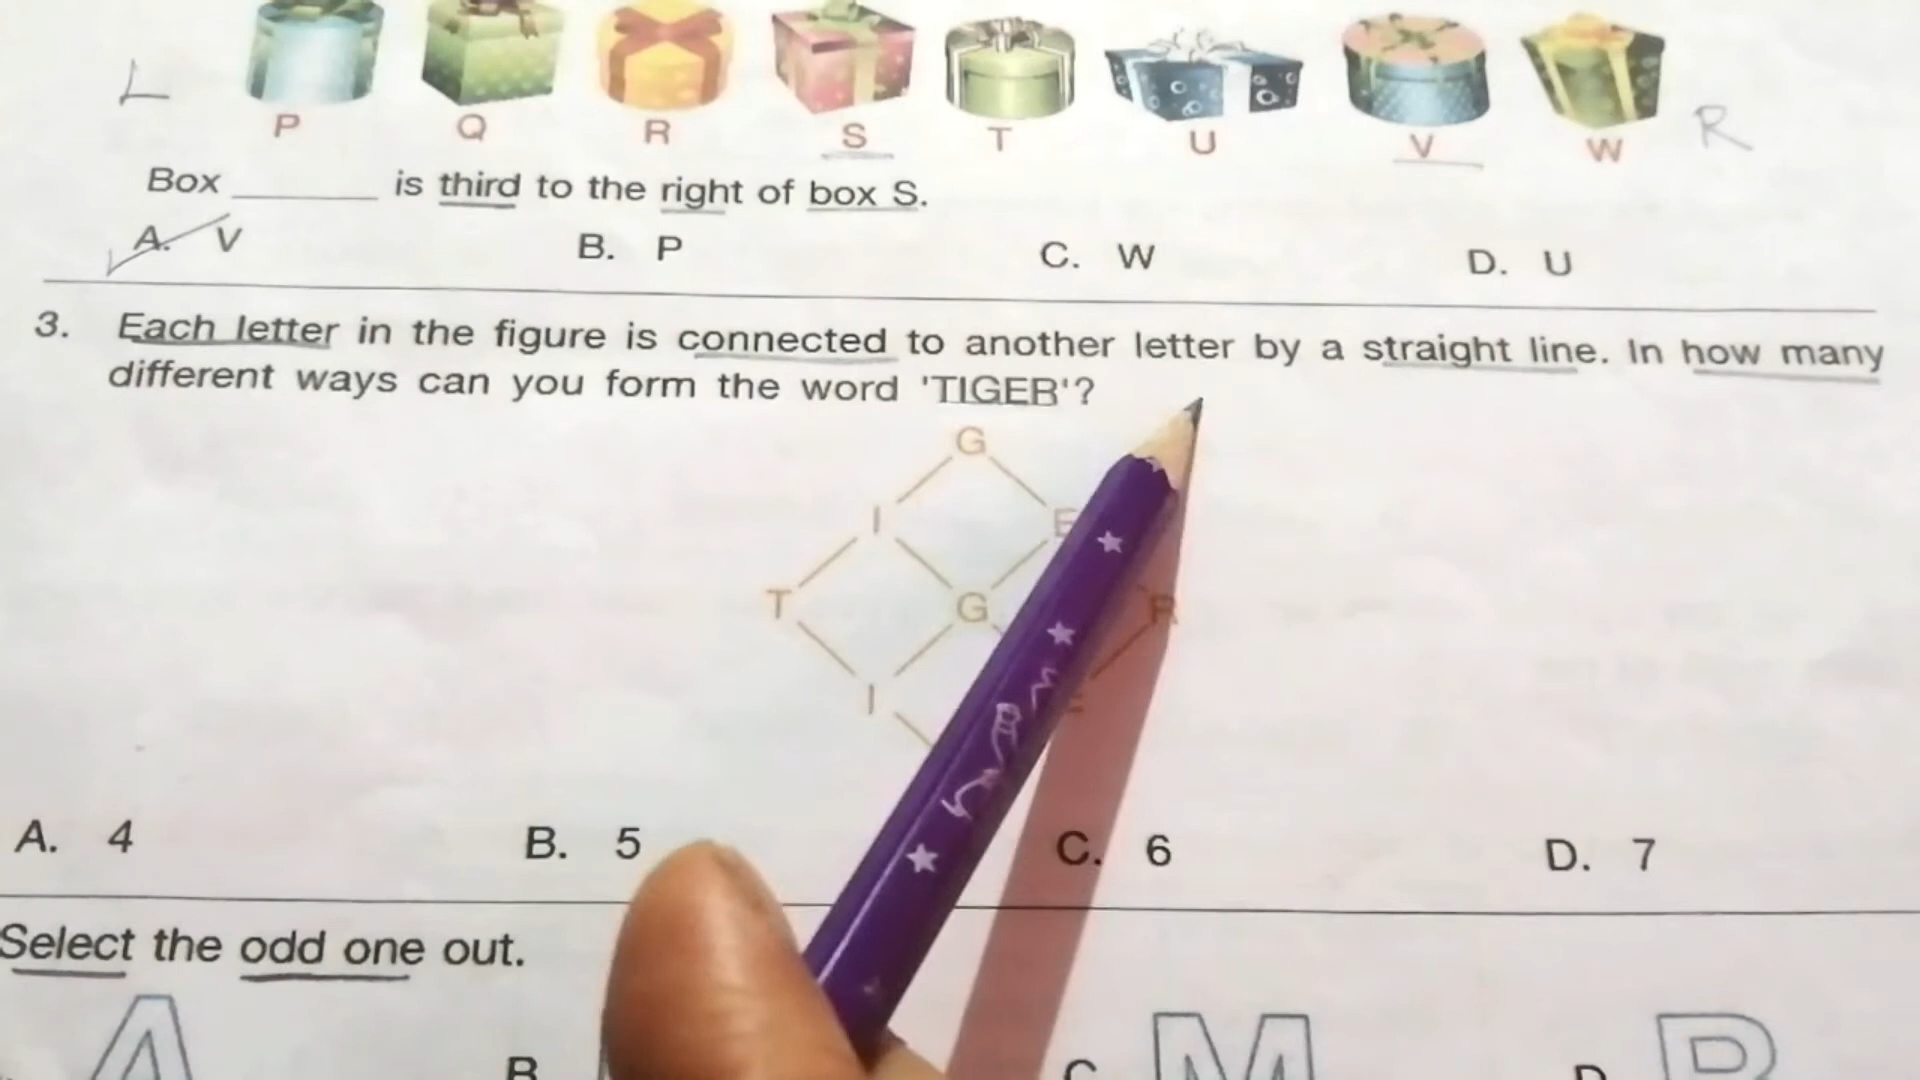 L P Q R S T U V W R
Box ________ is third to the right of box S.
A. V B. P C. W D. U
3. Each letter in the figure is connected to another letter by a straight line. In how many
different ways can you form the word 'TIGER'?
G
I E
T G R
I E
A. 4 B. 5 C. 6 D. 7
Select the odd one out.
A B C M D R